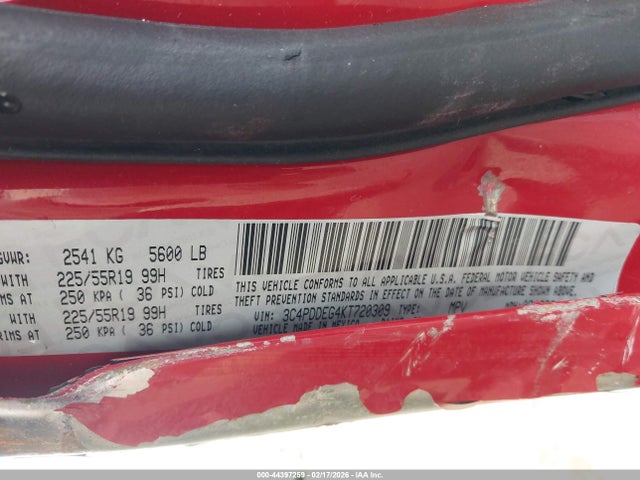 GVWR: 2541 KG 5600 LB
WITH 225/55R19 99H TIRES
RIMS AT 250 KPA ( 36 PSI) COLD
WITH 225/55R19 99H TIRES
RIMS AT 250 KPA ( 36 PSI) COLD
THIS VEHICLE CONFORMS TO ALL APPLICABLE U.S.A. FEDERAL MOTOR VEHICLE SAFETY AND
THEFT PREVENTION STANDARDS IN EFFECT ON THE DATE OF MANUFACTURE SHOWN ABOVE.
VIN: 3C4PDDEG4KT720309 TYPE: MPV
VEHICLE MADE IN MEXICO
000-44397259 - 02/17/2026 - IAA, Inc.